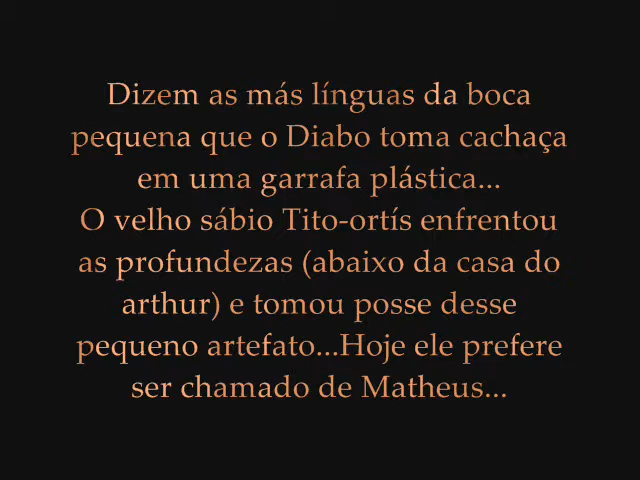 Dizem as más línguas da boca
pequena que o Diabo toma cachaça
em uma garrafa plástica...
O velho sábio Tito-ortís enfrentou
as profundezas (abaixo da casa do
arthur) e tomou posse desse
pequeno artefato...Hoje ele prefere
ser chamado de Matheus...